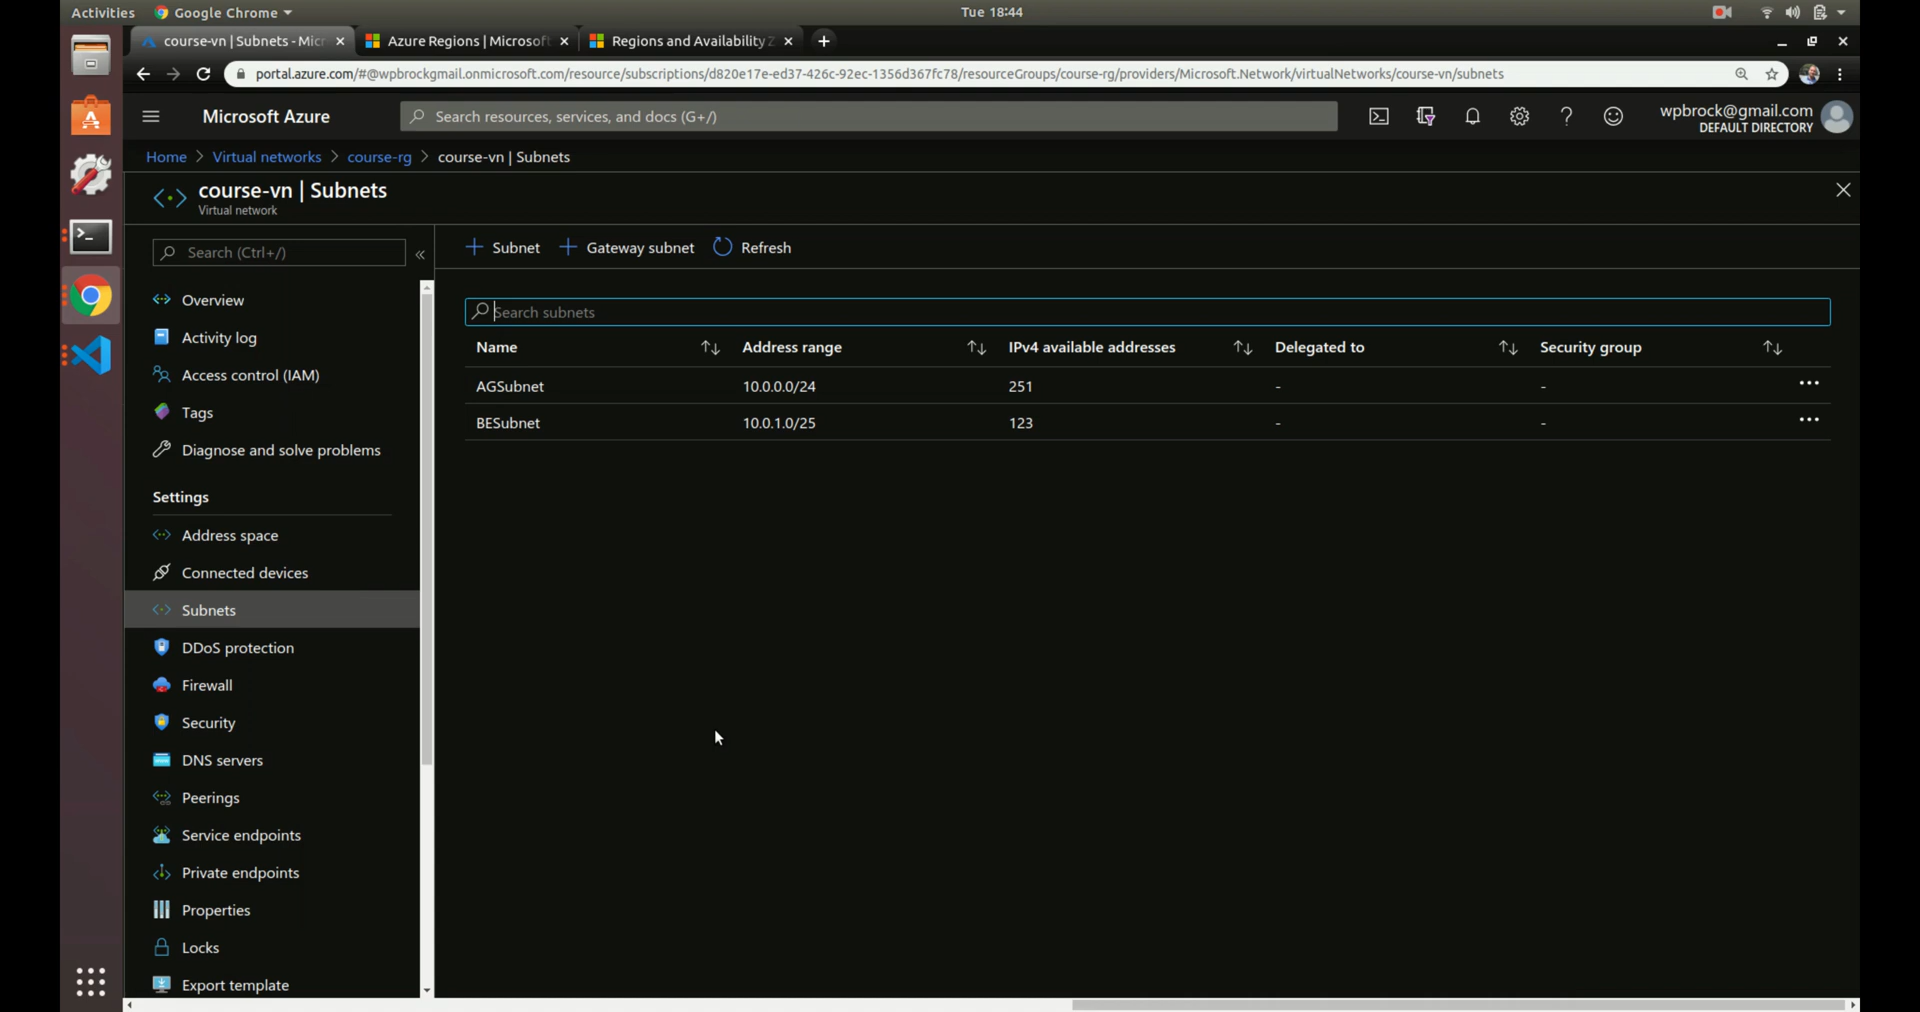 Activities
Google Chrome
Tue 18:44
course-vn | Subnets - Micr
Azure Regions | Microsoft
Regions and Availability Z
portal.azure.com/#@wpbrockgmail.onmicrosoft.com/resource/subscriptions/d820e17e-ed37-426c-92ec-1356d367fc78/resourceGroups/course-rg/providers/Microsoft.Network/virtualNetworks/course-vn/subnets
Microsoft Azure
Search resources, services, and docs (G+/)
wpbrock@gmail.com
DEFAULT DIRECTORY
Home > Virtual networks > course-rg > course-vn | Subnets
course-vn | Subnets
Virtual network
Search (Ctrl+/)
«
Overview
Activity log
Access control (IAM)
Tags
Diagnose and solve problems
Settings
Address space
Connected devices
Subnets
DDoS protection
Firewall
Security
DNS servers
Peerings
Service endpoints
Private endpoints
Properties
Locks
Export template
+ Subnet + Gateway subnet Refresh
Search subnets
Name Address range IPv4 available addresses Delegated to Security group
AGSubnet 10.0.0.0/24 251 - -
BESubnet 10.0.1.0/25 123 - -